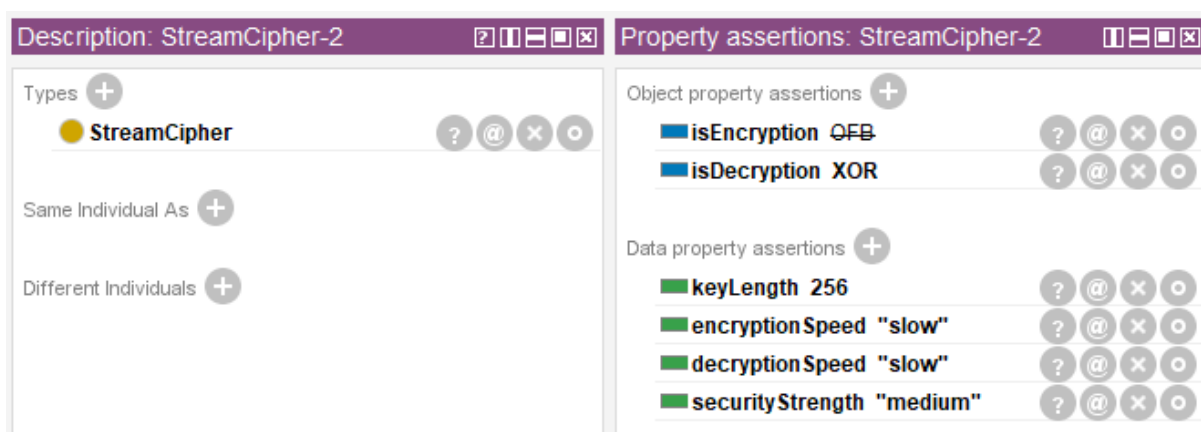 Description: StreamCipher-2
Types
StreamCipher
Same Individual As
Different Individuals
Property assertions: StreamCipher-2
Object property assertions
isEncryption OFB
isDecryption XOR
Data property assertions
keyLength 256
encryptionSpeed "slow"
decryptionSpeed "slow"
securityStrength "medium"